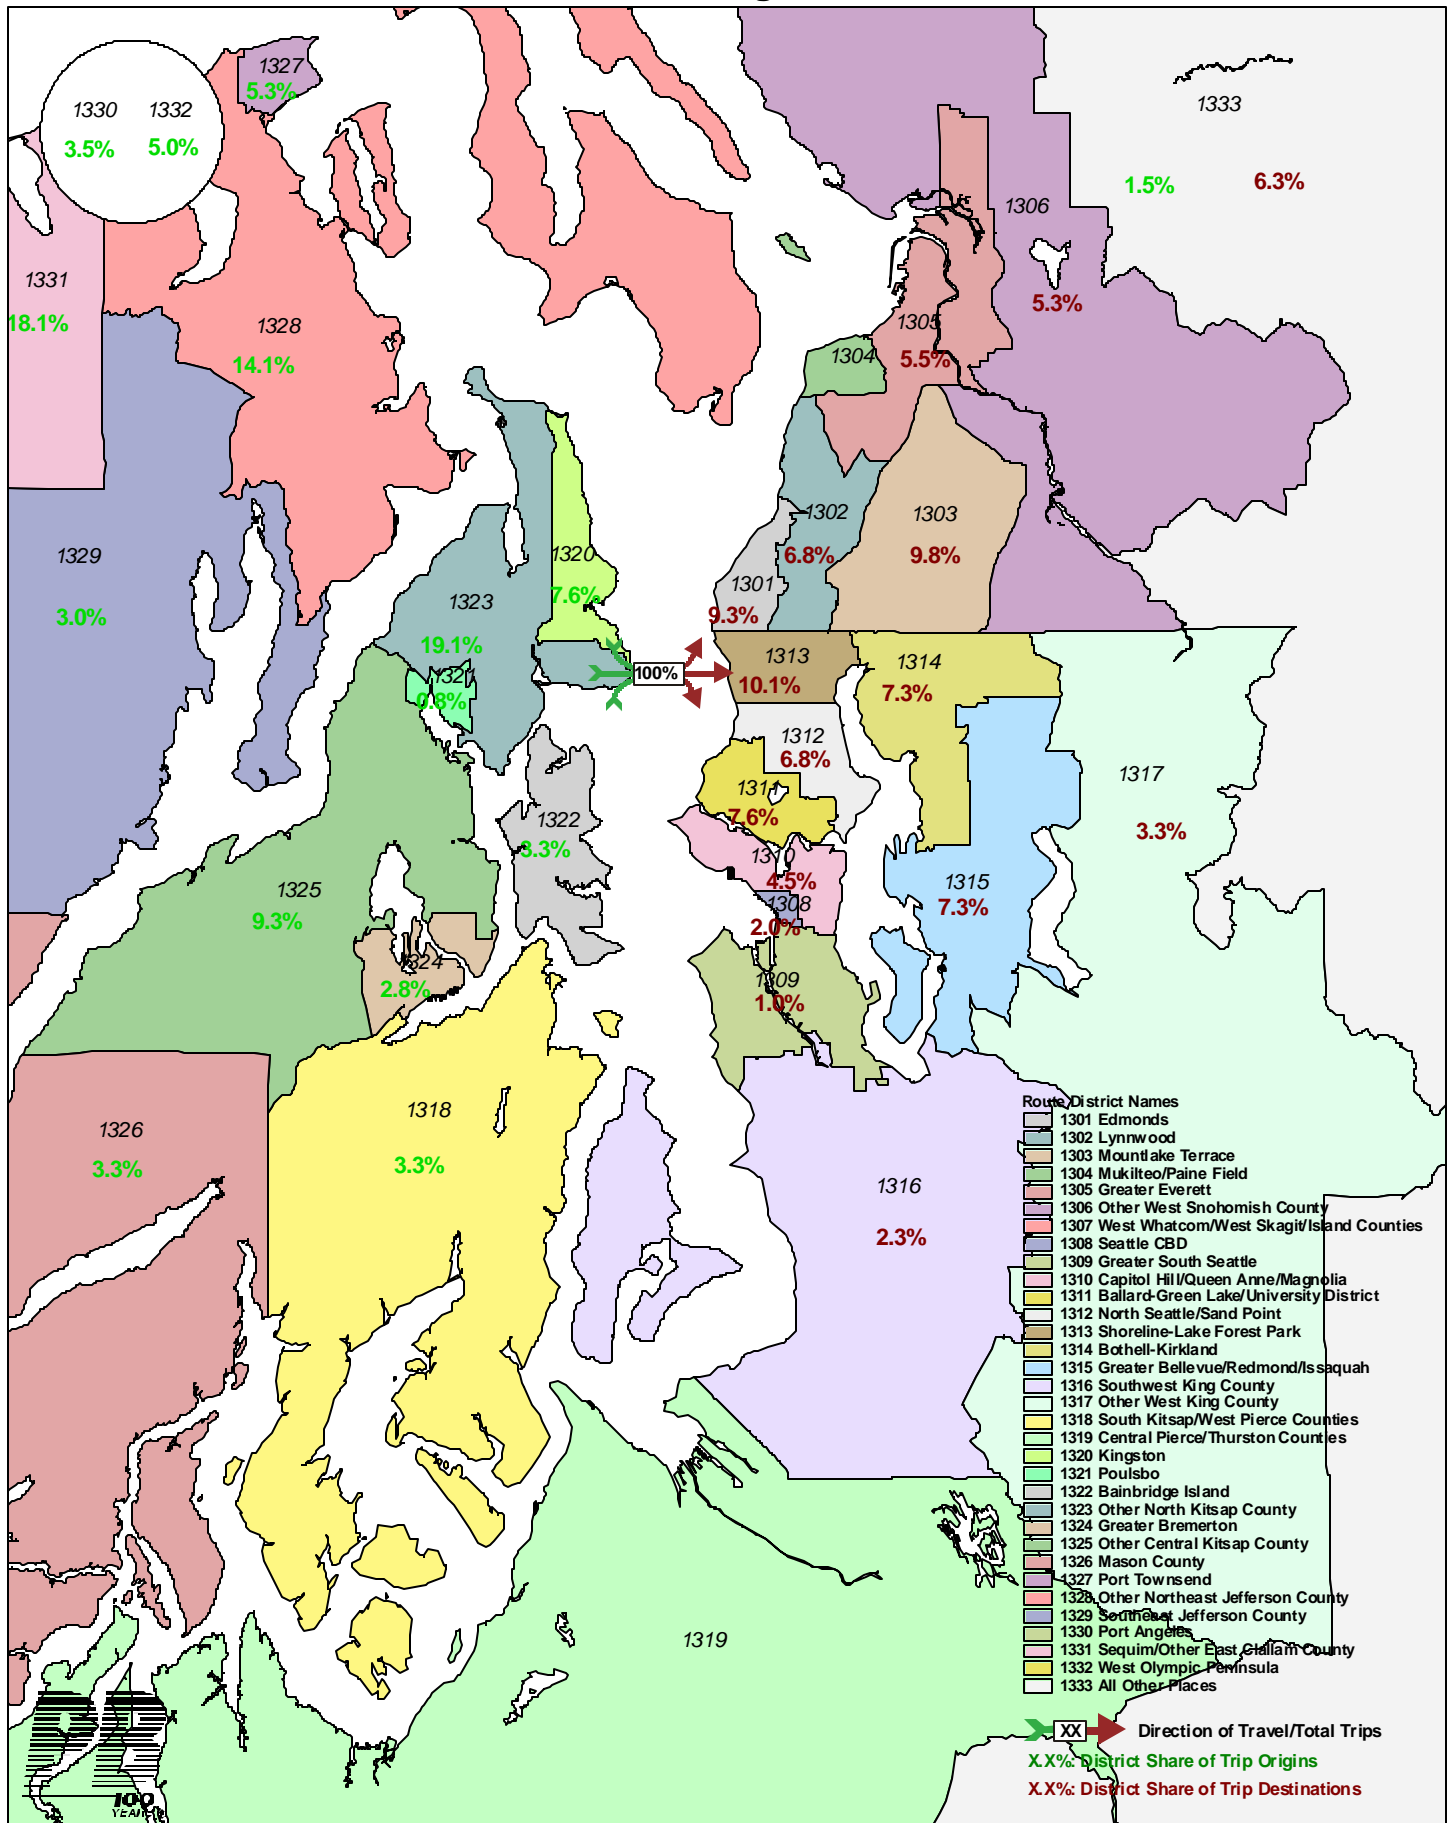 1327
5.3%
1330 1332
3.5% 5.0%
1333
1.5% 6.3%
1306
5.3%
1331
18.1%
1328
14.1%
1305
5.5%
1304
1329
3.0%
1302
6.8%
1303
9.8%
1320
7.6%
1301
9.3%
1323
19.1%
132
0.8%
100%
1313
10.1%
1314
7.3%
1312
6.8%
1311
7.6%
1317
3.3%
1322
3.3%
1310
4.5%
1308
2.0%
1315
7.3%
1325
9.3%
1324
2.8%
1309
1.0%
1318
3.3%
1326
3.3%
1316
2.3%
1319
Route District Names
1301 Edmonds
1302 Lynnwood
1303 Mountlake Terrace
1304 Mukilteo/Paine Field
1305 Greater Everett
1306 Other West Snohomish County
1307 West Whatcom/West Skagit/Island Counties
1308 Seattle CBD
1309 Greater South Seattle
1310 Capitol Hill/Queen Anne/Magnolia
1311 Ballard-Green Lake/University District
1312 North Seattle/Sand Point
1313 Shoreline-Lake Forest Park
1314 Bothell-Kirkland
1315 Greater Bellevue/Redmond/Issaquah
1316 Southwest King County
1317 Other West King County
1318 South Kitsap/West Pierce Counties
1319 Central Pierce/Thurston Counties
1320 Kingston
1321 Poulsbo
1322 Bainbridge Island
1323 Other North Kitsap County
1324 Greater Bremerton
1325 Other Central Kitsap County
1326 Mason County
1327 Port Townsend
1328 Other Northeast Jefferson County
1329 Southeast Jefferson County
1330 Port Angeles
1331 Sequim/Other East Clallam County
1332 West Olympic Peninsula
1333 All Other Places
XX Direction of Travel/Total Trips
X.X%: District Share of Trip Origins
X.X%: District Share of Trip Destinations
100
YEARS